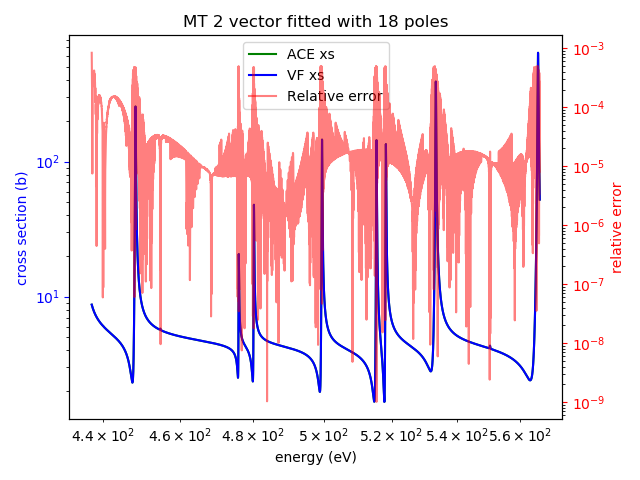 MT 2 vector fitted with 18 poles
ACE xs
VF xs
Relative error
cross section (b)
10²
10¹
relative error
10⁻³
10⁻⁴
10⁻⁵
10⁻⁶
10⁻⁷
10⁻⁸
10⁻⁹
4.4 × 10² 4.6 × 10² 4.8 × 10² 5 × 10² 5.2 × 10² 5.4 × 10² 5.6 × 10²
energy (eV)